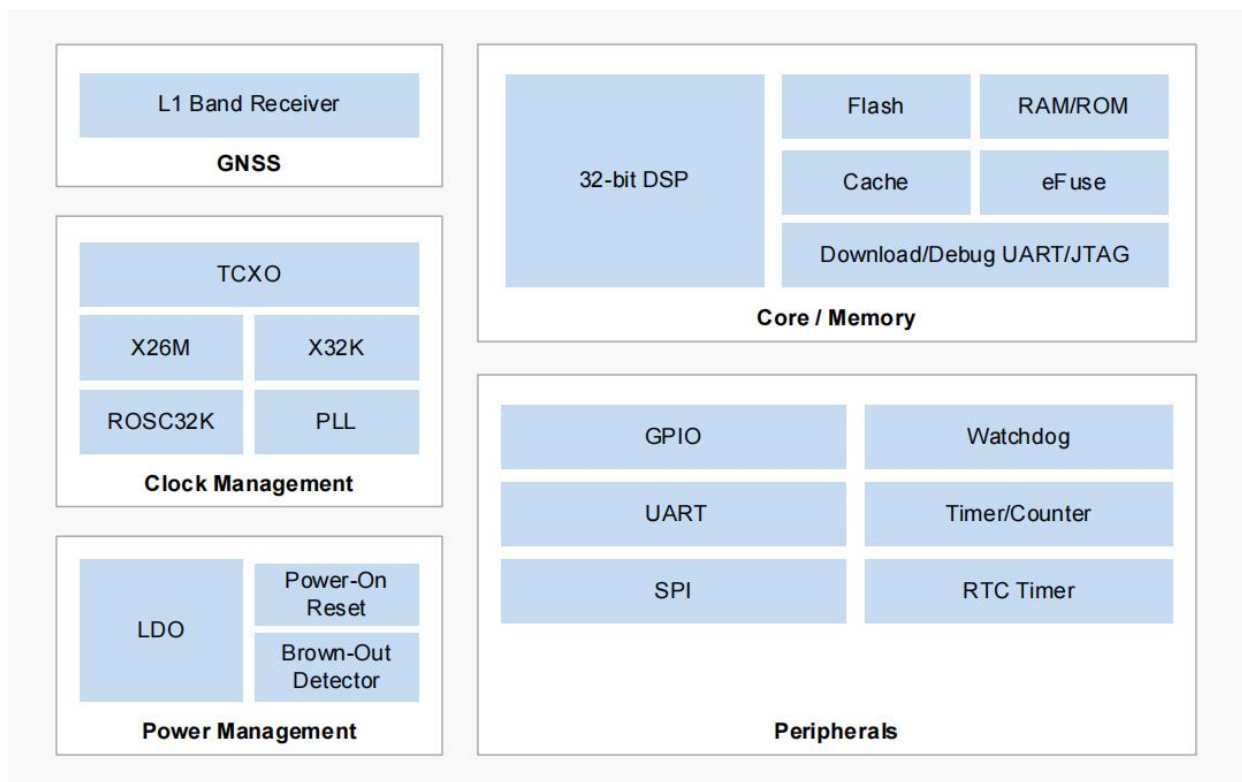 L1 Band Receiver
GNSS
TCXO
X26M
X32K
ROSC32K
PLL
Clock Management
LDO
Power-On
Reset
Brown-Out
Detector
Power Management
32-bit DSP
Flash
RAM/ROM
Cache
eFuse
Download/Debug UART/JTAG
Core / Memory
GPIO
Watchdog
UART
Timer/Counter
SPI
RTC Timer
Peripherals